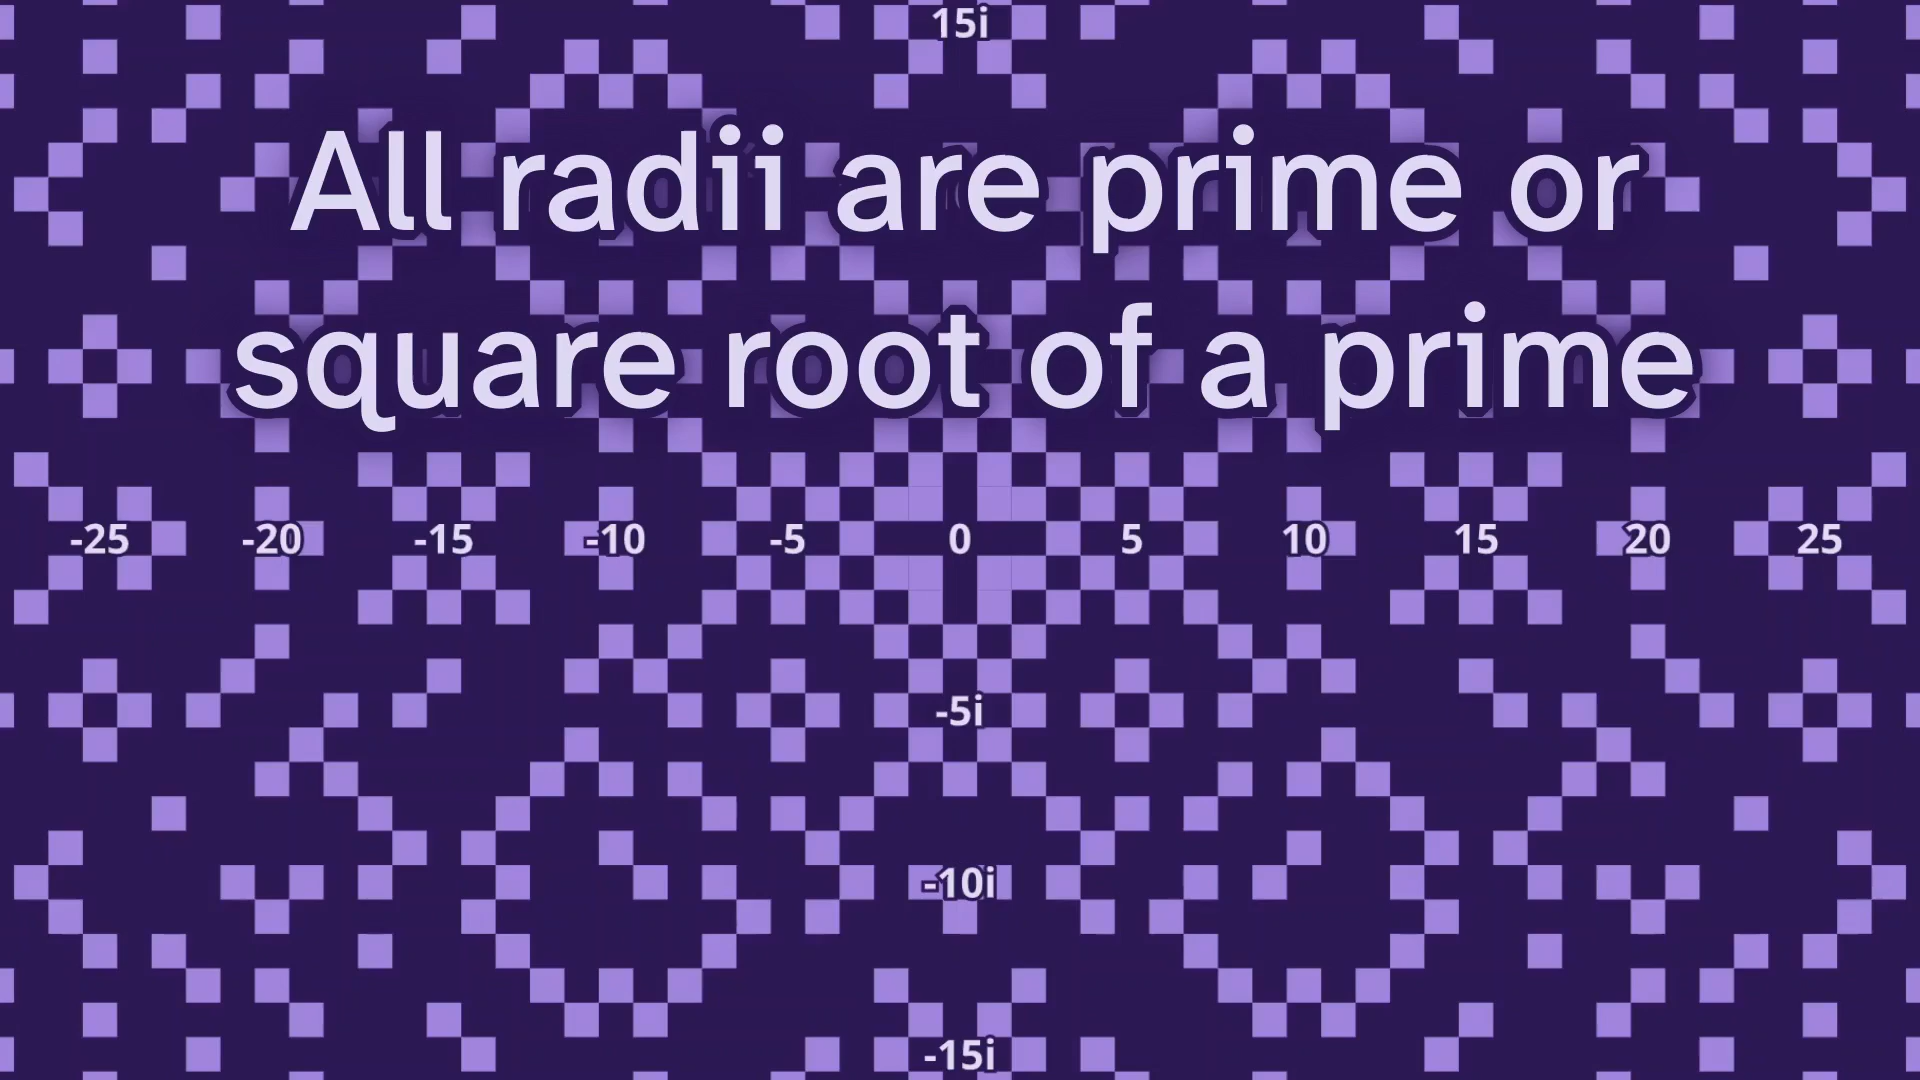 15i
All radii are prime or
square root of a prime
-25 -20 -15 -10 -5 0 5 10 15 20 25
-5i
-10i
-15i